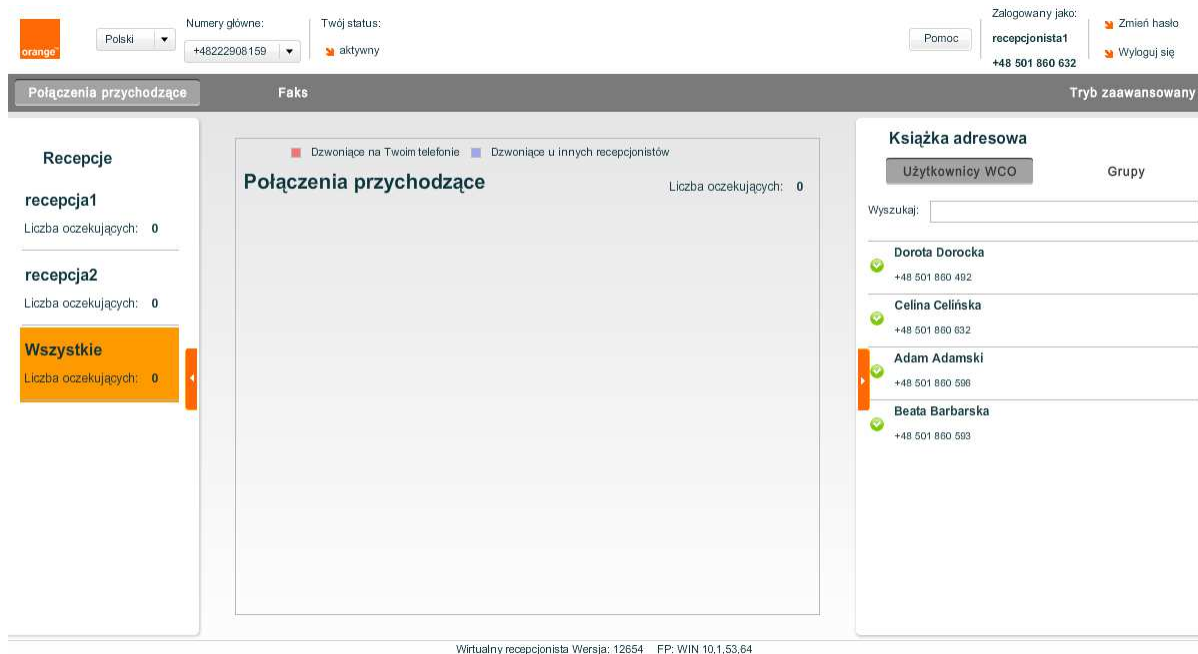 orange™
Polski
Numery główne:
+48222908159
Twój status:
aktywny
Pomoc
Zalogowany jako:
recepcjonista1
+48 501 860 632
Zmień hasło
Wyloguj się
Połączenia przychodzące
Faks
Tryb zaawansowany
Recepcje
recepcja1
Liczba oczekujących: 0
recepcja2
Liczba oczekujących: 0
Wszystkie
Liczba oczekujących: 0
Dzwoniące na Twoim telefonie Dzwoniące u innych recepcjonistów
Połączenia przychodzące
Liczba oczekujących: 0
Książka adresowa
Użytkownicy WCO
Grupy
Wyszukaj:
Dorota Dorocka
+48 501 860 492
Celina Celińska
+48 501 860 632
Adam Adamski
+48 501 860 596
Beata Barbarska
+48 501 860 593
Wirtualny recepcjonista Wersja: 12654 FP: WIN 10,1,53,64